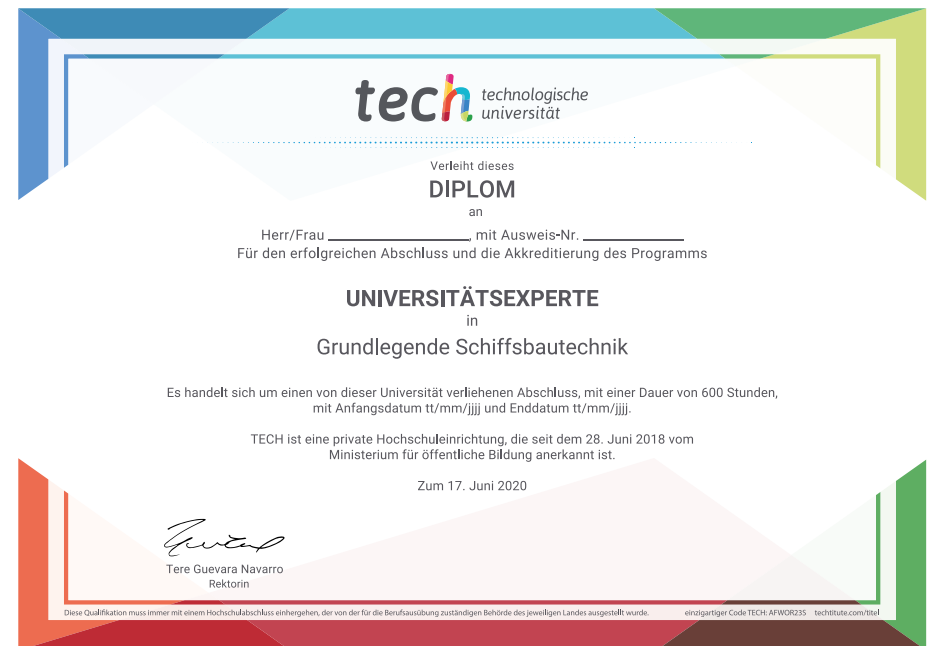 tech technologische
universität
Verleiht dieses
DIPLOM
an
Herr/Frau ____________________, mit Ausweis-Nr. ______________
Für den erfolgreichen Abschluss und die Akkreditierung des Programms
UNIVERSITÄTSEXPERTE
in
Grundlegende Schiffsbautechnik
Es handelt sich um einen von dieser Universität verliehenen Abschluss, mit einer Dauer von 600 Stunden,
mit Anfangsdatum tt/mm/jjjj und Enddatum tt/mm/jjjj.
TECH ist eine private Hochschuleinrichtung, die seit dem 28. Juni 2018 vom
Ministerium für öffentliche Bildung anerkannt ist.
Zum 17. Juni 2020
Tere Guevara Navarro
Rektorin
Diese Qualifikation muss immer mit einem Hochschulabschluss einhergehen, der von der für die Berufsausübung zuständigen Behörde des jeweiligen Landes ausgestellt wurde. einzigartiger Code TECH: AFWOR23S techtitute.com/titel